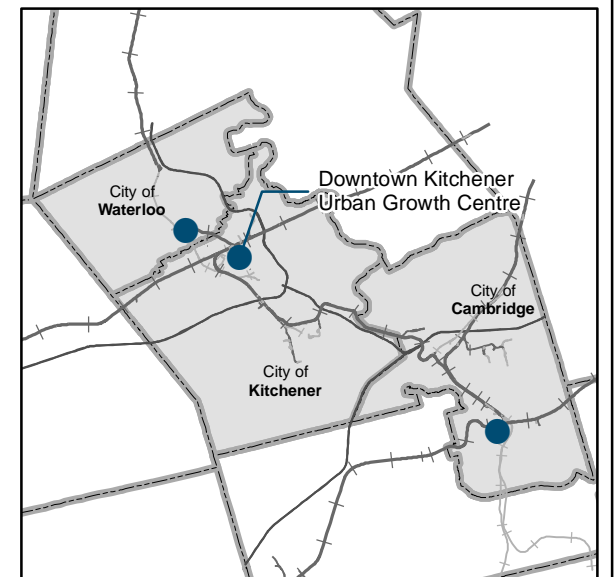 Downtown Kitchener
Urban Growth Centre
City of
Waterloo
City of
Cambridge
City of
Kitchener